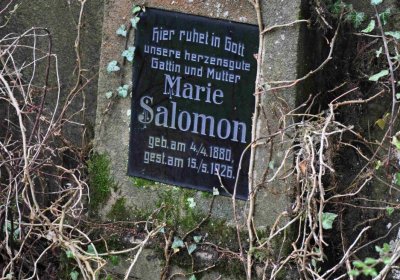 Hier ruhet in Gott
unsere herzensgute
Gattin und Mutter
Marie
Salomon
geb. am 4/4. 1880,
gest. am 15/5. 1926.